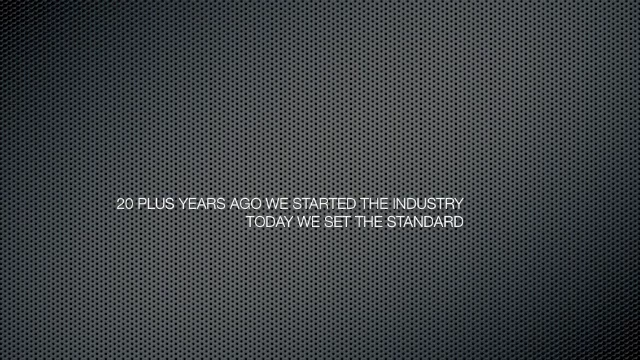 20 PLUS YEARS AGO WE STARTED THE INDUSTRY
TODAY WE SET THE STANDARD